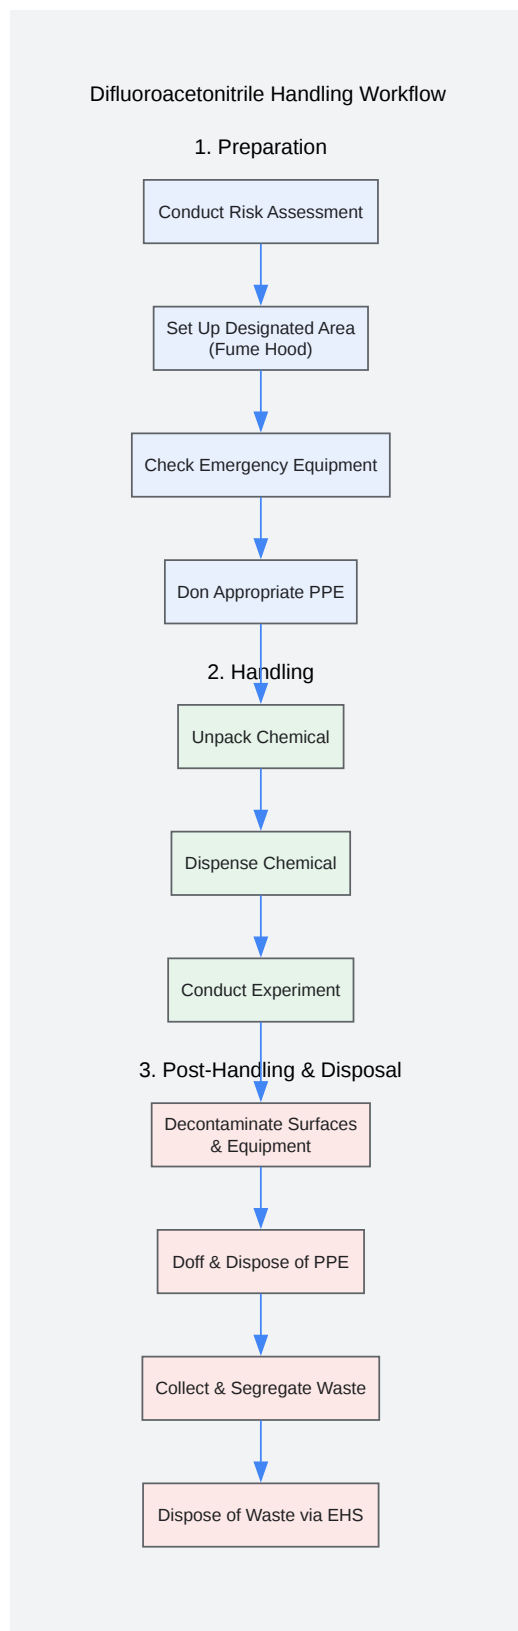 Difluoroacetonitrile Handling Workflow
1. Preparation
Conduct Risk Assessment
Set Up Designated Area
(Fume Hood)
Check Emergency Equipment
Don Appropriate PPE
2. Handling
Unpack Chemical
Dispense Chemical
Conduct Experiment
3. Post-Handling & Disposal
Decontaminate Surfaces
& Equipment
Doff & Dispose of PPE
Collect & Segregate Waste
Dispose of Waste via EHS